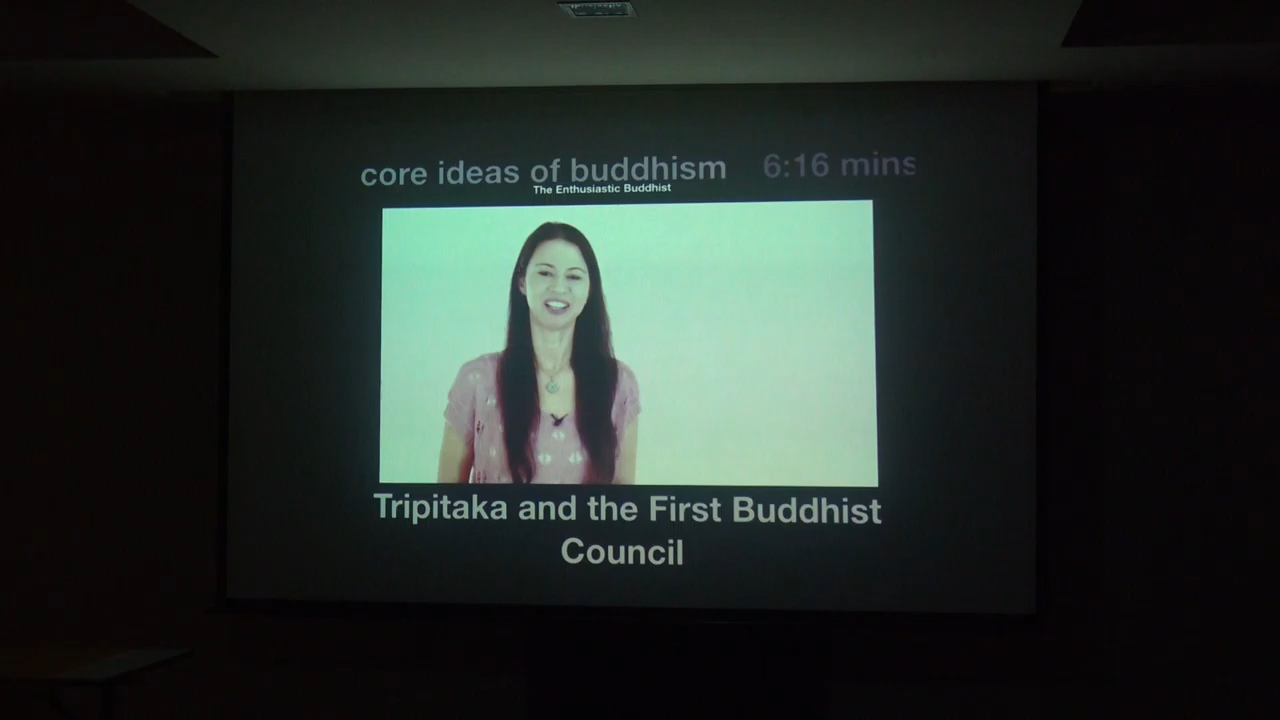 core ideas of buddhism 6:16 mins
The Enthusiastic Buddhist
Tripitaka and the First Buddhist
Council